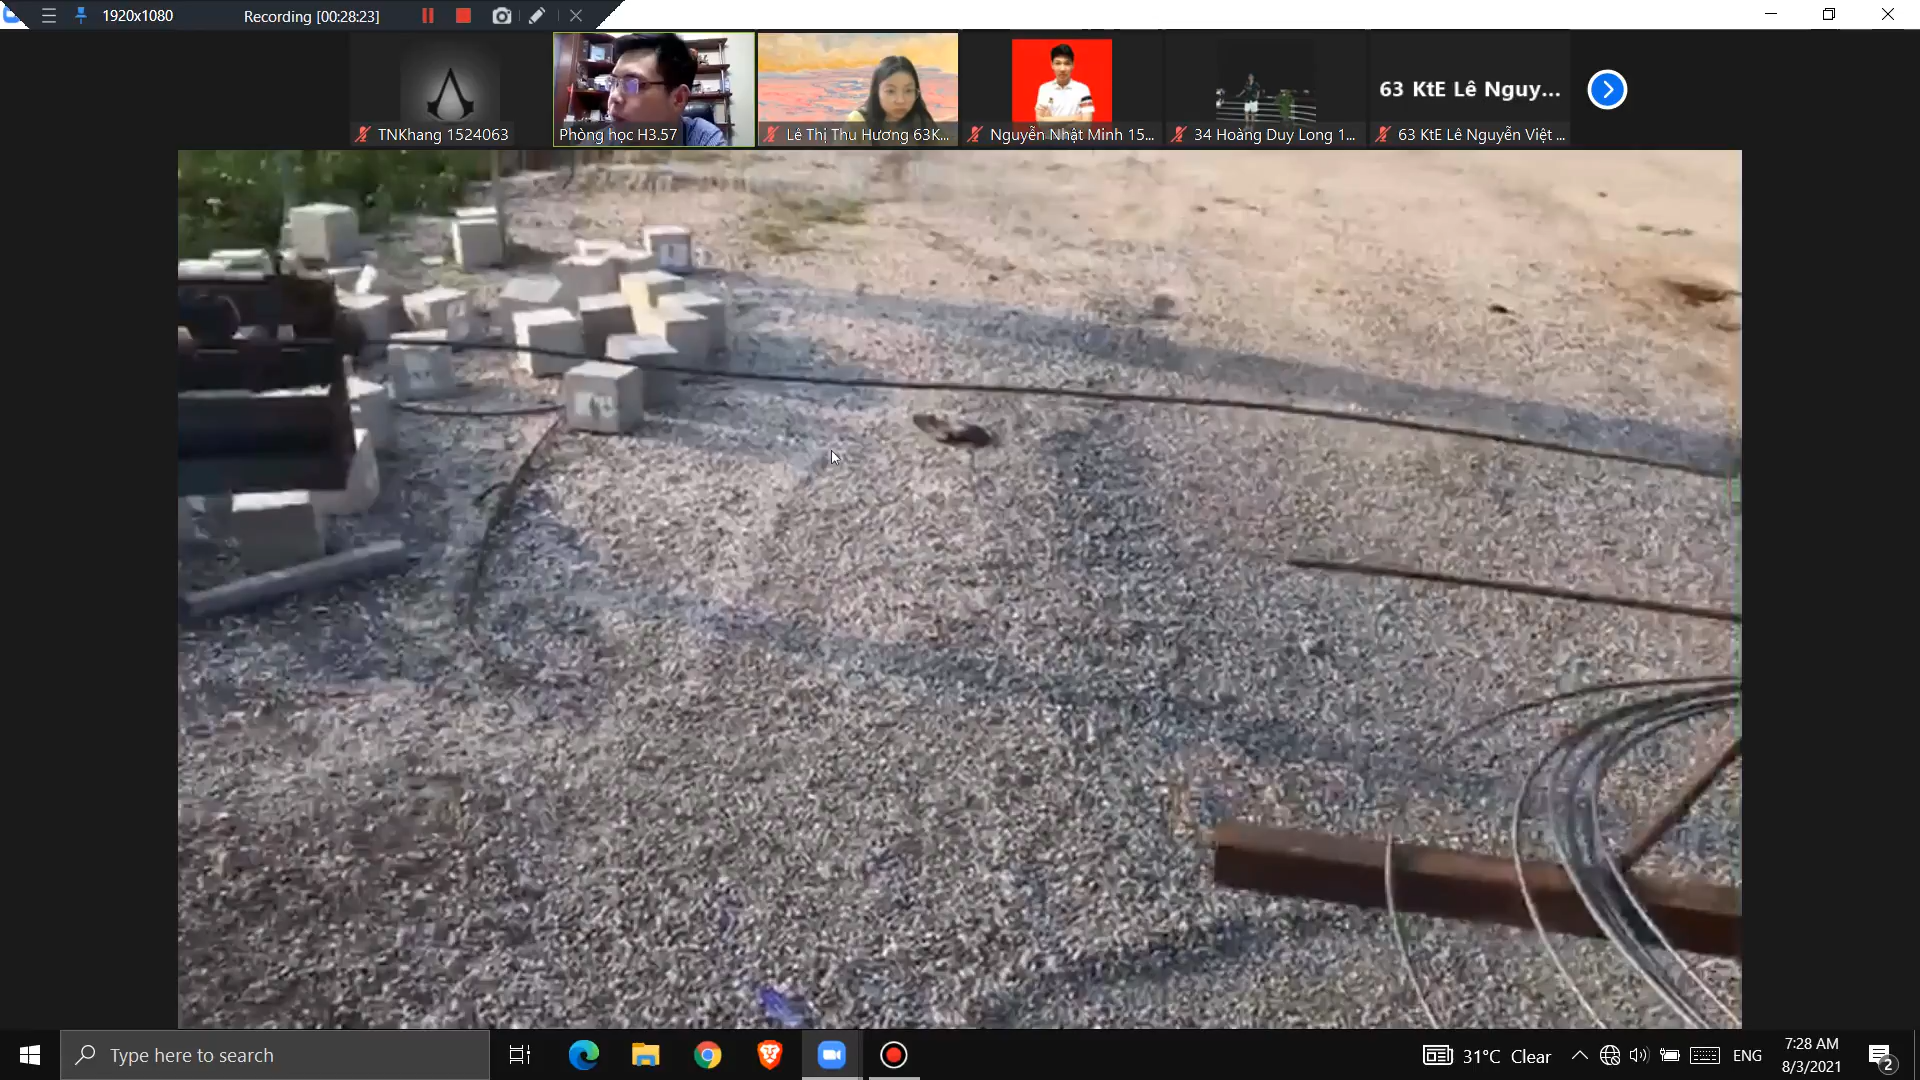 1920x1080
Recording [00:28:23]
63 KtE Lê Nguy...
TNKhang 1524063
Phòng học H3.57
Lê Thị Thu Hương 63K...
Nguyễn Nhật Minh 15...
34 Hoàng Duy Long 1...
63 KtE Lê Nguyễn Việt ...
Type here to search
31°C Clear
ENG
7:28 AM
8/3/2021
2